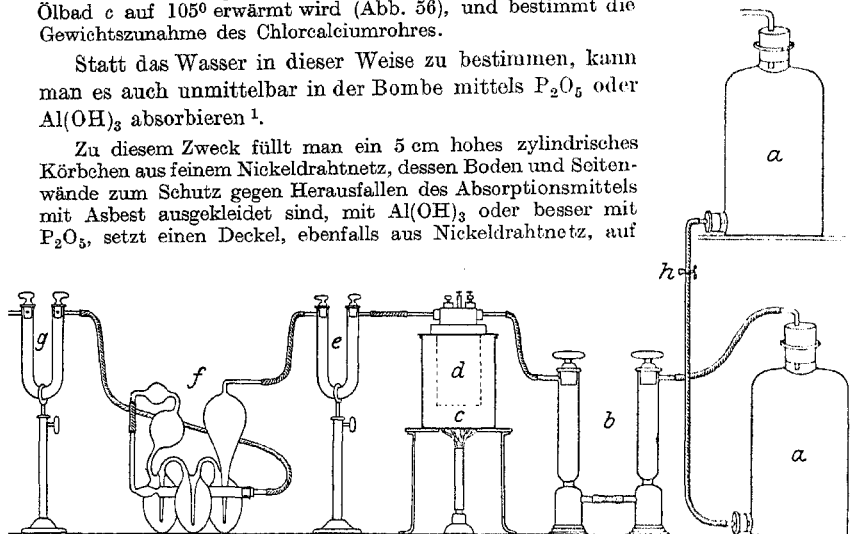 Ölbad c auf 105⁰ erwärmt wird (Abb. 56), und bestimmt die
Gewichtszunahme des Chlorcalciumrohres.
Statt das Wasser in dieser Weise zu bestimmen, kann
man es auch unmittelbar in der Bombe mittels P₂O₅ oder
Al(OH)₃ absorbieren ¹.
Zu diesem Zweck füllt man ein 5 cm hohes zylindrisches
Körbchen aus feinem Nickeldrahtnetz, dessen Boden und Seiten-
wände zum Schutz gegen Herausfallen des Absorptionsmittels
mit Asbest ausgekleidet sind, mit Al(OH)₃ oder besser mit
P₂O₅, setzt einen Deckel, ebenfalls aus Nickeldrahtnetz, auf
a
h
g
f
e
d
c
b
a